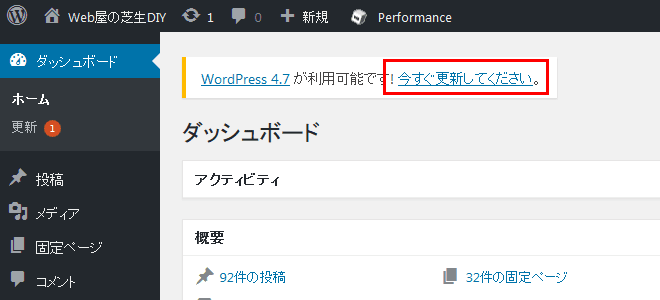 Web屋の芝生DIY 1 0 新規 Performance
ダッシュボード
WordPress 4.7 が利用可能です! 今すぐ更新してください。
ホーム
更新 1
ダッシュボード
投稿
アクティビティ
メディア
固定ページ
概要
コメント
92件の投稿
32件の固定ページ